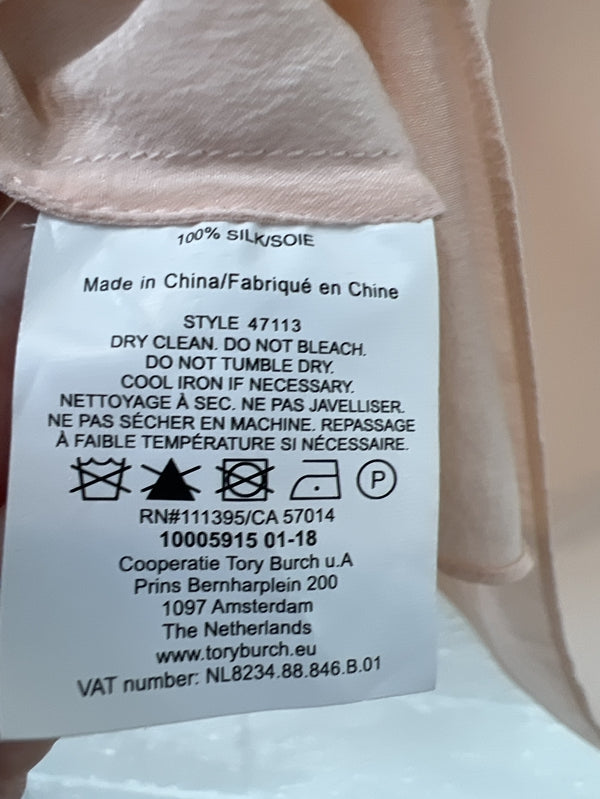 100% SILK/SOIE
Made in China/Fabriqué en Chine
STYLE 47113
DRY CLEAN. DO NOT BLEACH.
DO NOT TUMBLE DRY.
COOL IRON IF NECESSARY.
NETTOYAGE À SEC. NE PAS JAVELLISER.
NE PAS SÉCHER EN MACHINE. REPASSAGE
À FAIBLE TEMPÉRATURE SI NÉCESSAIRE.
P
RN#111395/CA 57014
10005915 01-18
Cooperatie Tory Burch u.A
Prins Bernharplein 200
1097 Amsterdam
The Netherlands
www.toryburch.eu
VAT number: NL8234.88.846.B.01